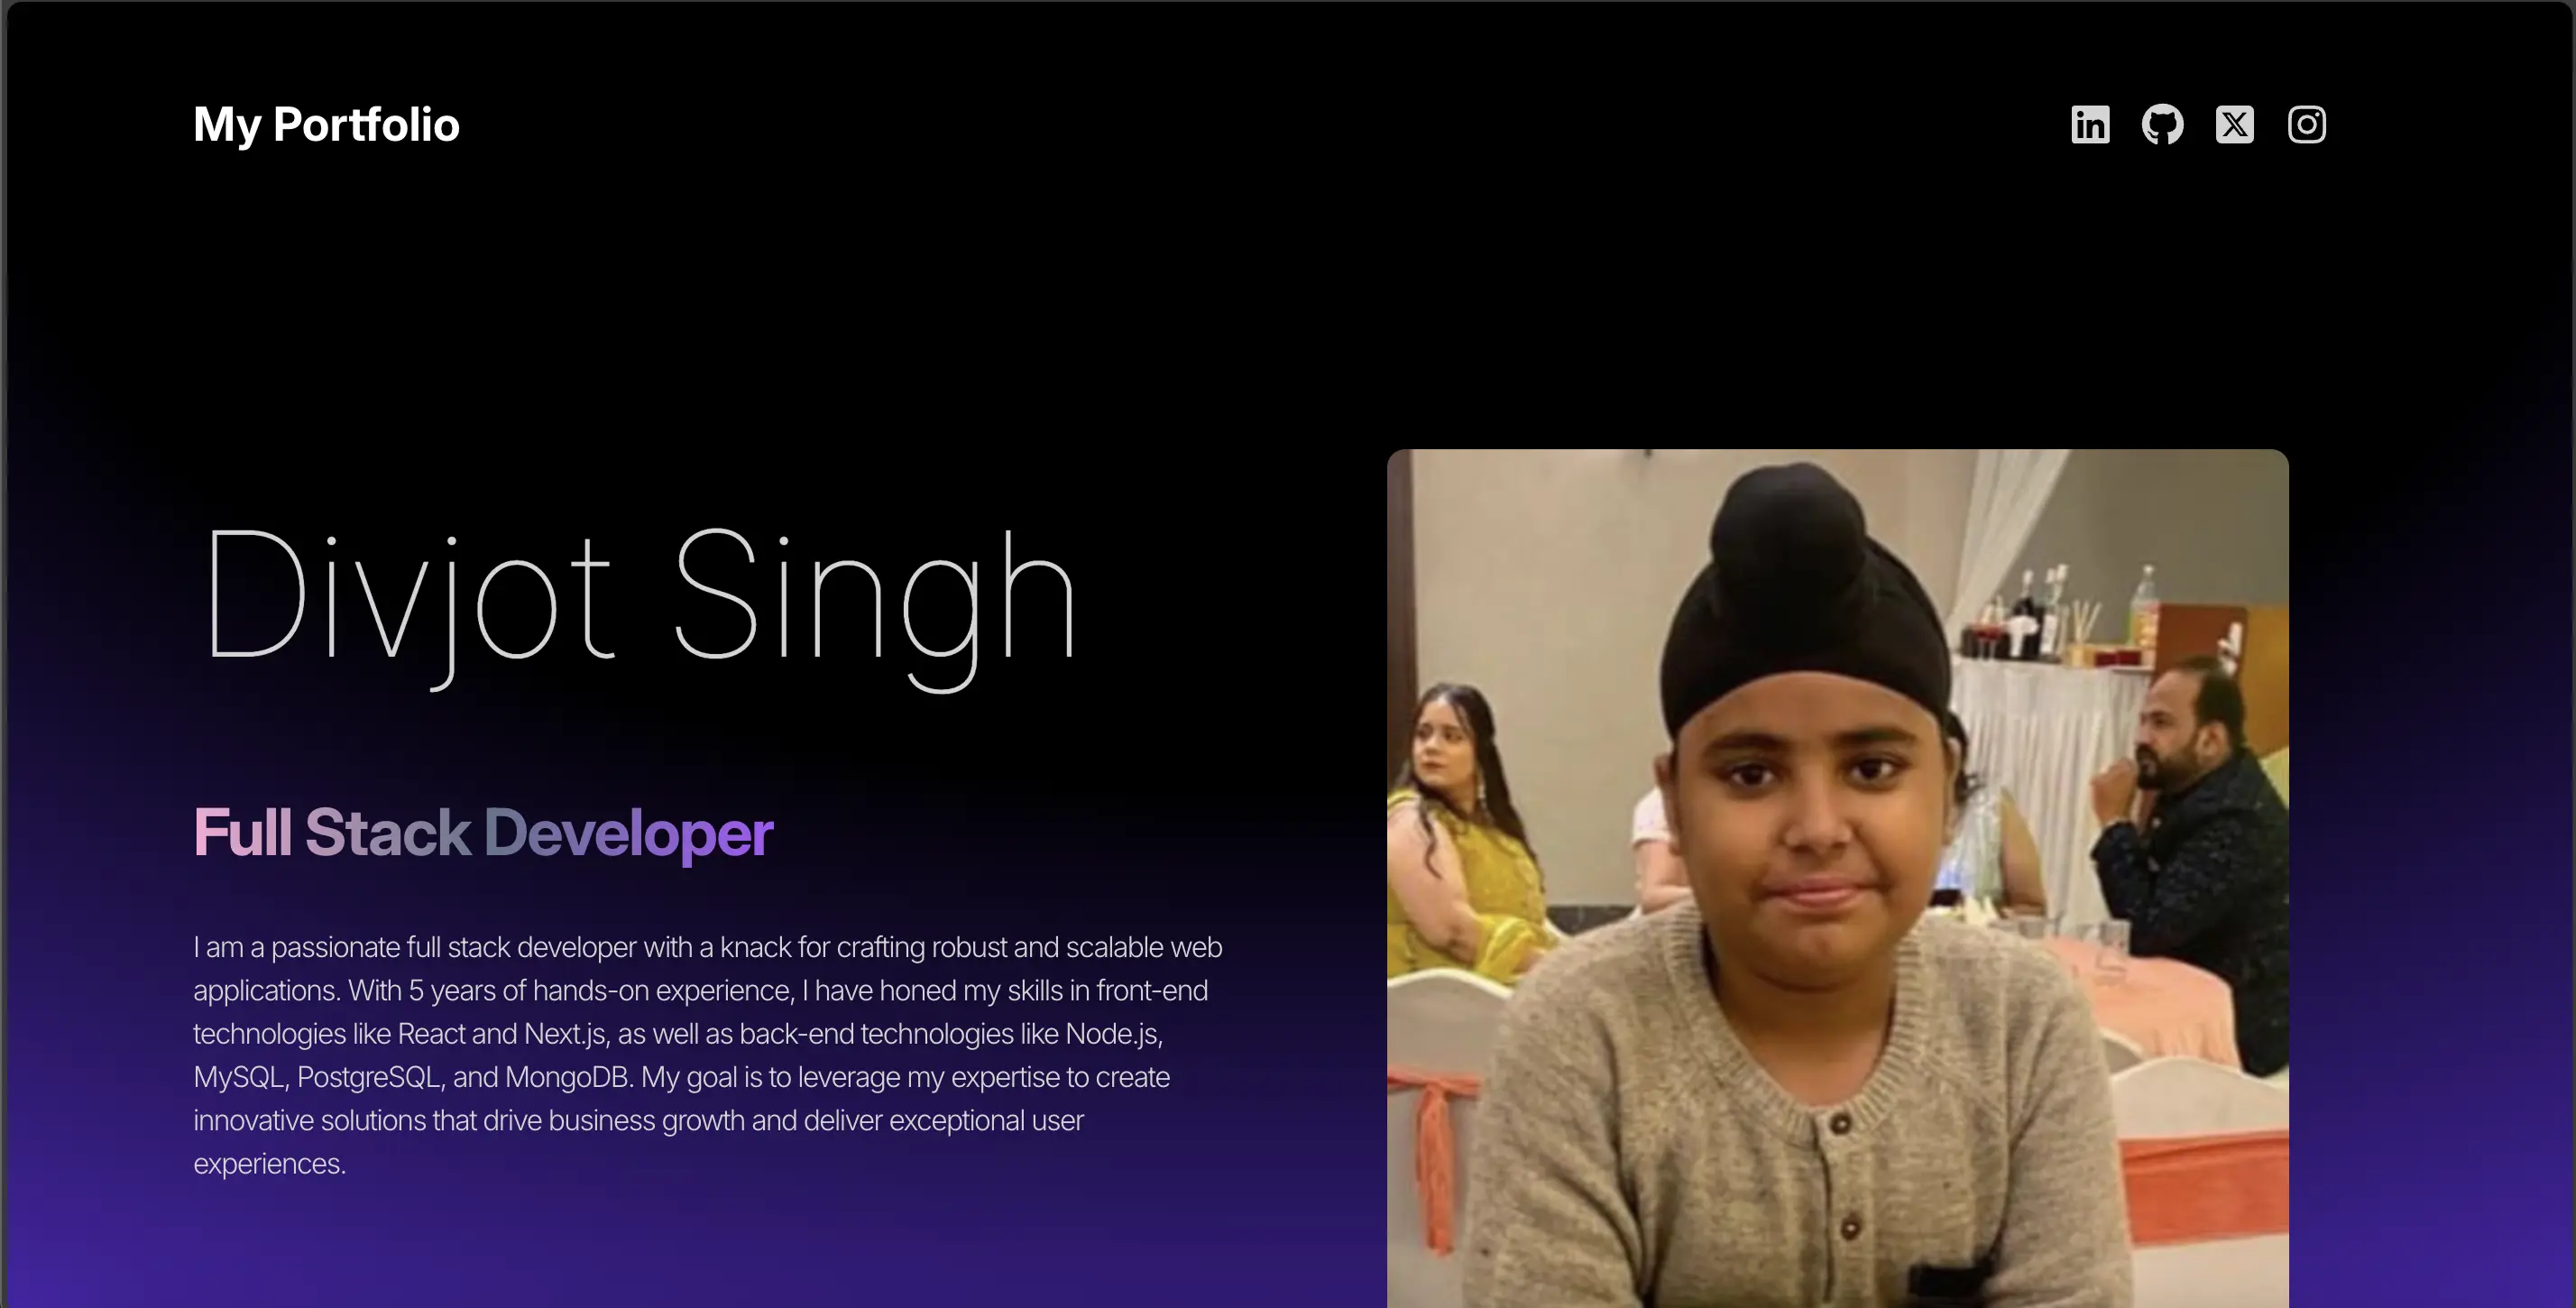 My Portfolio
Divjot Singh
Full Stack Developer
I am a passionate full stack developer with a knack for crafting robust and scalable web
applications. With 5 years of hands-on experience, I have honed my skills in front-end
technologies like React and Next.js, as well as back-end technologies like Node.js,
MySQL, PostgreSQL, and MongoDB. My goal is to leverage my expertise to create
innovative solutions that drive business growth and deliver exceptional user
experiences.